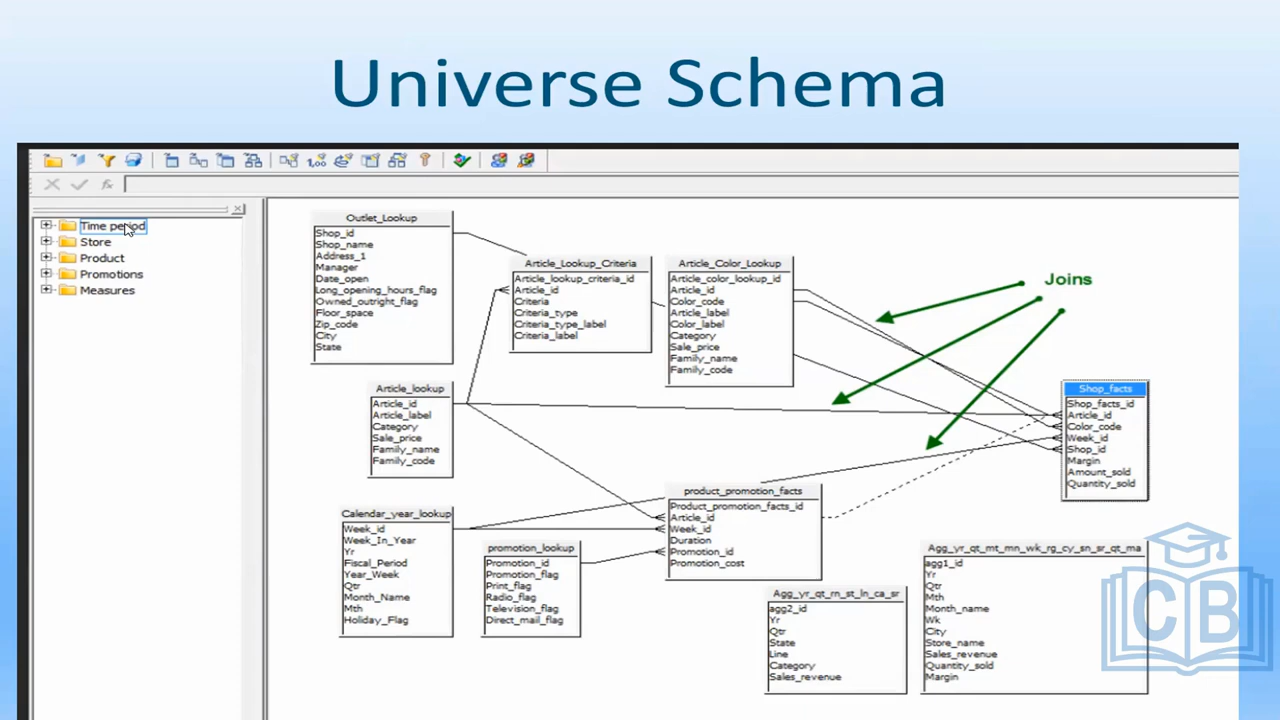 Universe Schema
Time period
Store
Product
Promotions
Measures
Outlet_Lookup
Shop_id
Shop_name
Address_1
Manager
Date_open
Long_opening_hours_flag
Owned_outright_flag
Floor_space
Zip_code
City
State
Article_Lookup_Criteria
Article_lookup_criteria_id
Article_id
Criteria
Criteria_type
Criteria_type_label
Criteria_label
Article_Color_Lookup
Article_color_lookup_id
Article_id
Color_code
Article_label
Color_label
Category
Sale_price
Family_name
Family_code
Joins
Article_lookup
Article_id
Article_label
Category
Sale_price
Family_name
Family_code
Shop_facts
Shop_facts_id
Article_id
Color_code
Week_id
Shop_id
Margin
Amount_sold
Quantity_sold
Calendar_year_lookup
Week_id
Week_In_Year
Yr
Fiscal_Period
Year_Week
Qtr
Month_Name
Mth
Holiday_Flag
promotion_lookup
Promotion_id
Promotion_flag
Print_flag
Radio_flag
Television_flag
Direct_mail_flag
product_promotion_facts
Product_promotion_facts_id
Article_id
Week_id
Duration
Promotion_id
Promotion_cost
Agg_yr_qt_rn_st_ln_ca_sr
agg2_id
Yr
Qtr
State
Line
Category
Sales_revenue
Agg_yr_qt_mt_mn_wk_rg_cy_sn_sr_qt_ma
agg1_id
Yr
Qtr
Mth
Month_name
Wk
City
Store_name
Sales_revenue
Quantity_sold
Margin
CB